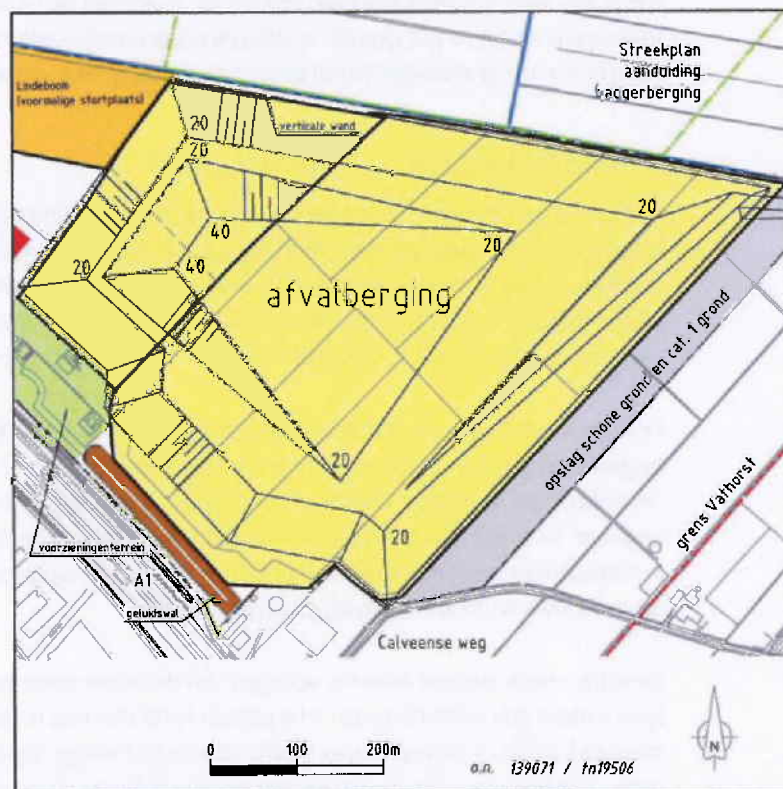 Streekplan
aanduiding
baggerberging
Lindeboom
(voormalige stortplaats)
verticale wand
20
20
20
40
20
40
20
afvalberging
opslag schone grond en cat. 1 grond
grens Vathorst
20
20
voorzieningenterrein
A1
geluidswal
Calveense weg
0 100 200m
N
o.n. 139071 / tn19506